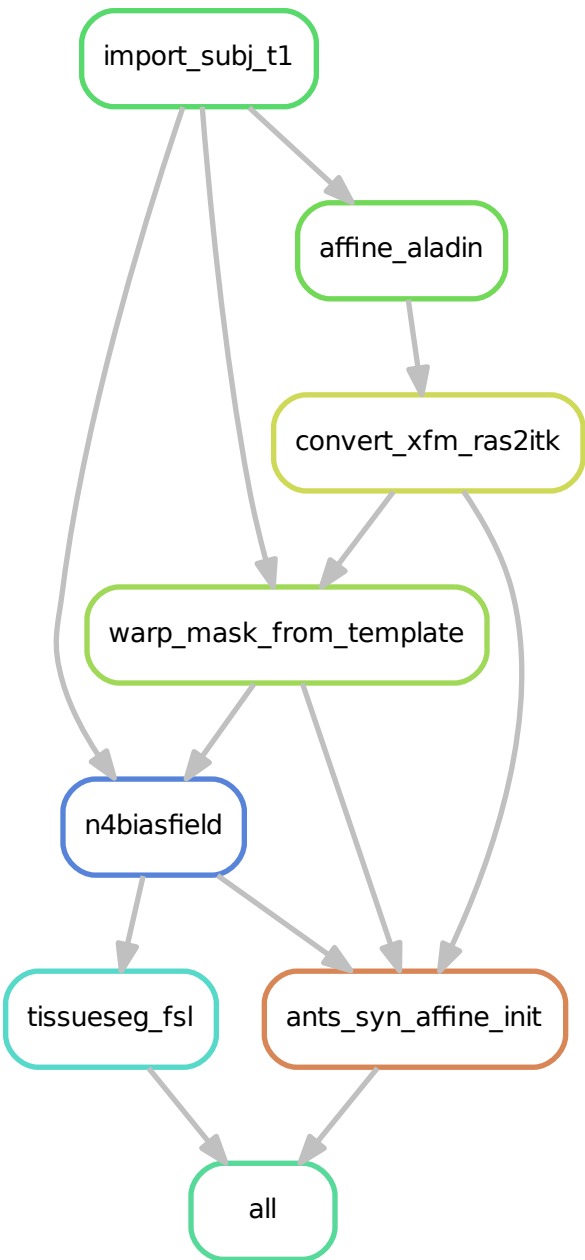 import_subj_t1
affine_aladin
convert_xfm_ras2itk
warp_mask_from_template
n4biasfield
tissueseg_fsl
ants_syn_affine_init
all